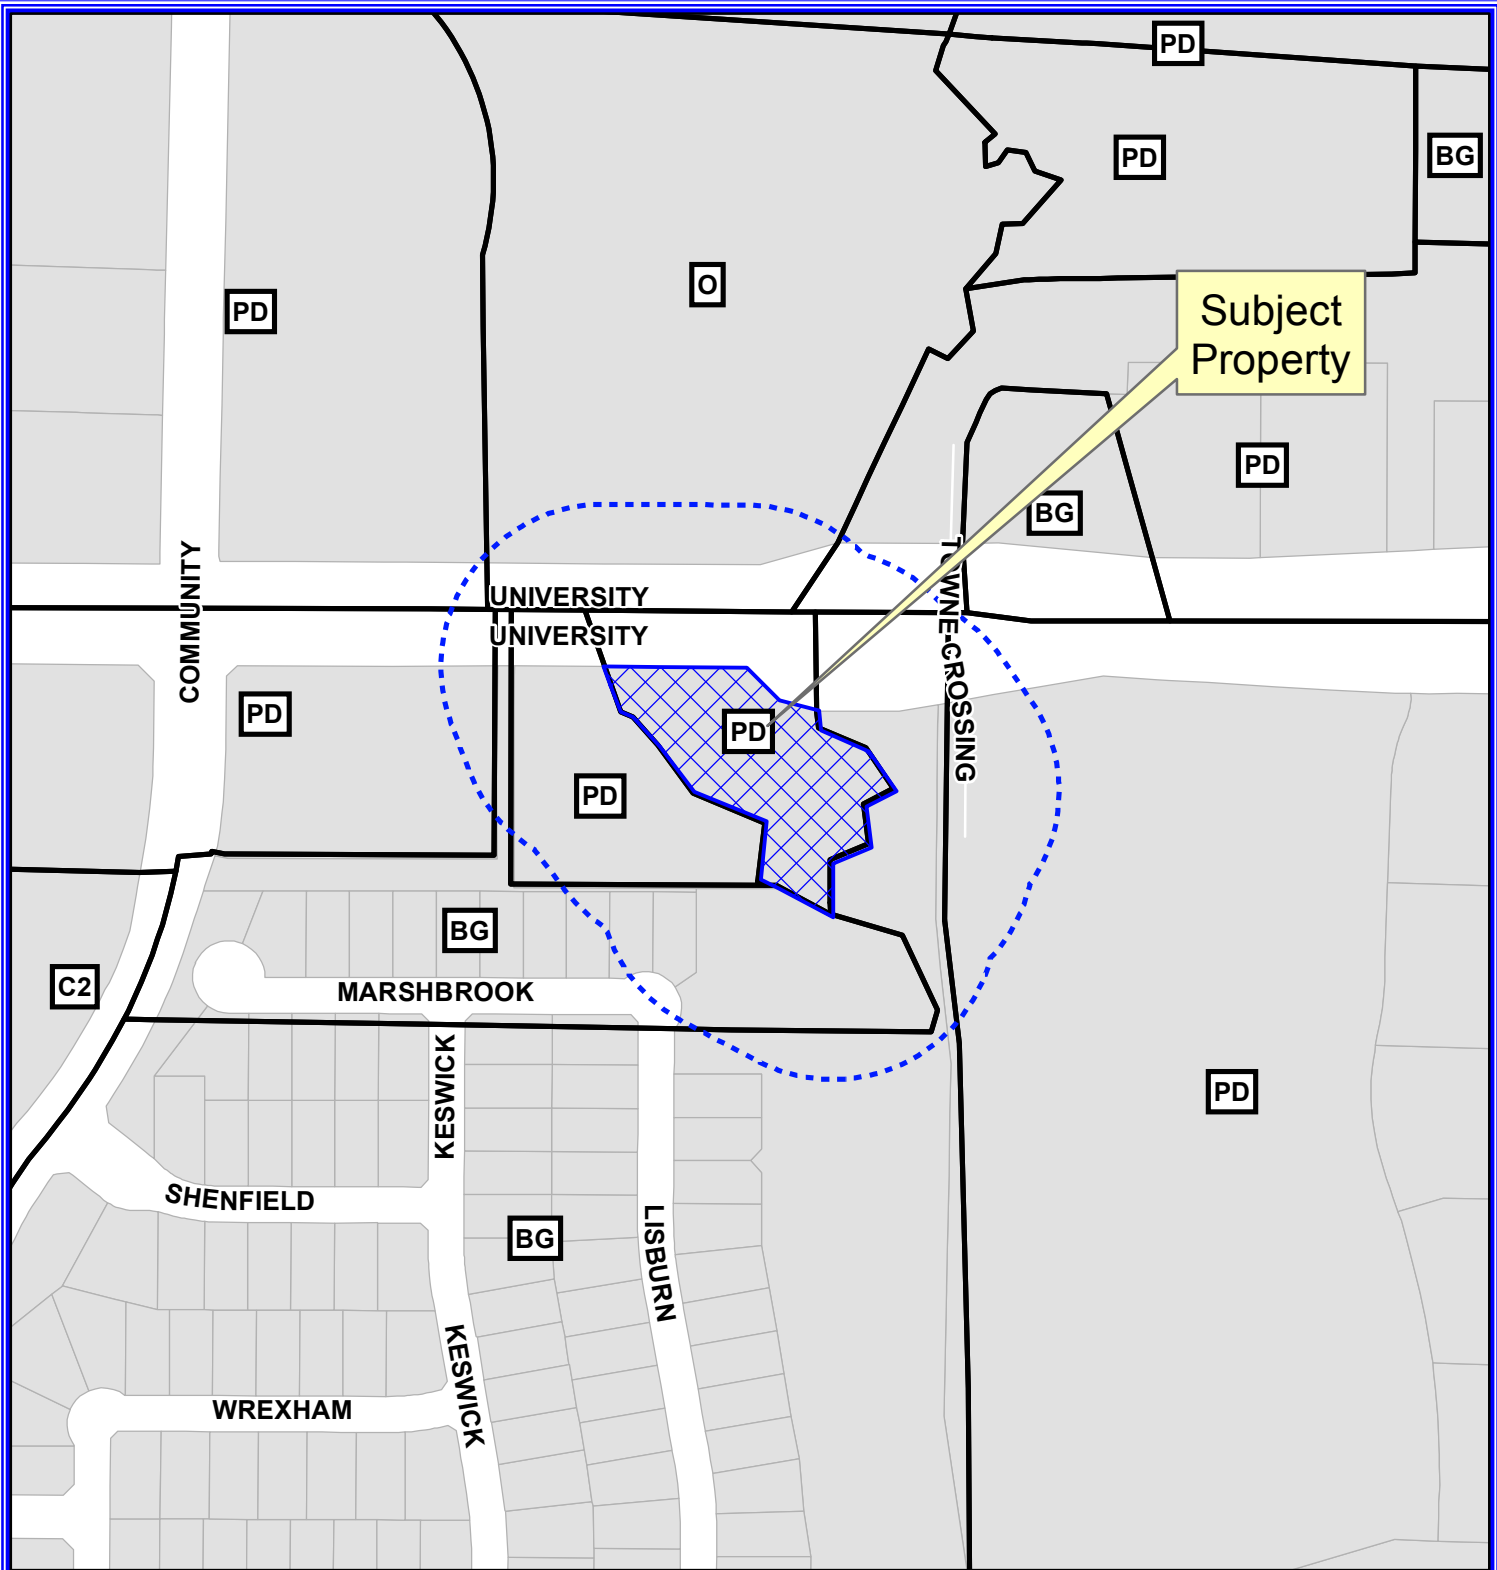 PD
PD
BG
O
PD
Subject
Property
PD
BG
COMMUNITY
UNIVERSITY
UNIVERSITY
TOWNE CROSSING
PD
PD
PD
BG
C2
MARSHBROOK
KESWICK
PD
SHENFIELD
BG
LISBURN
KESWICK
WREXHAM